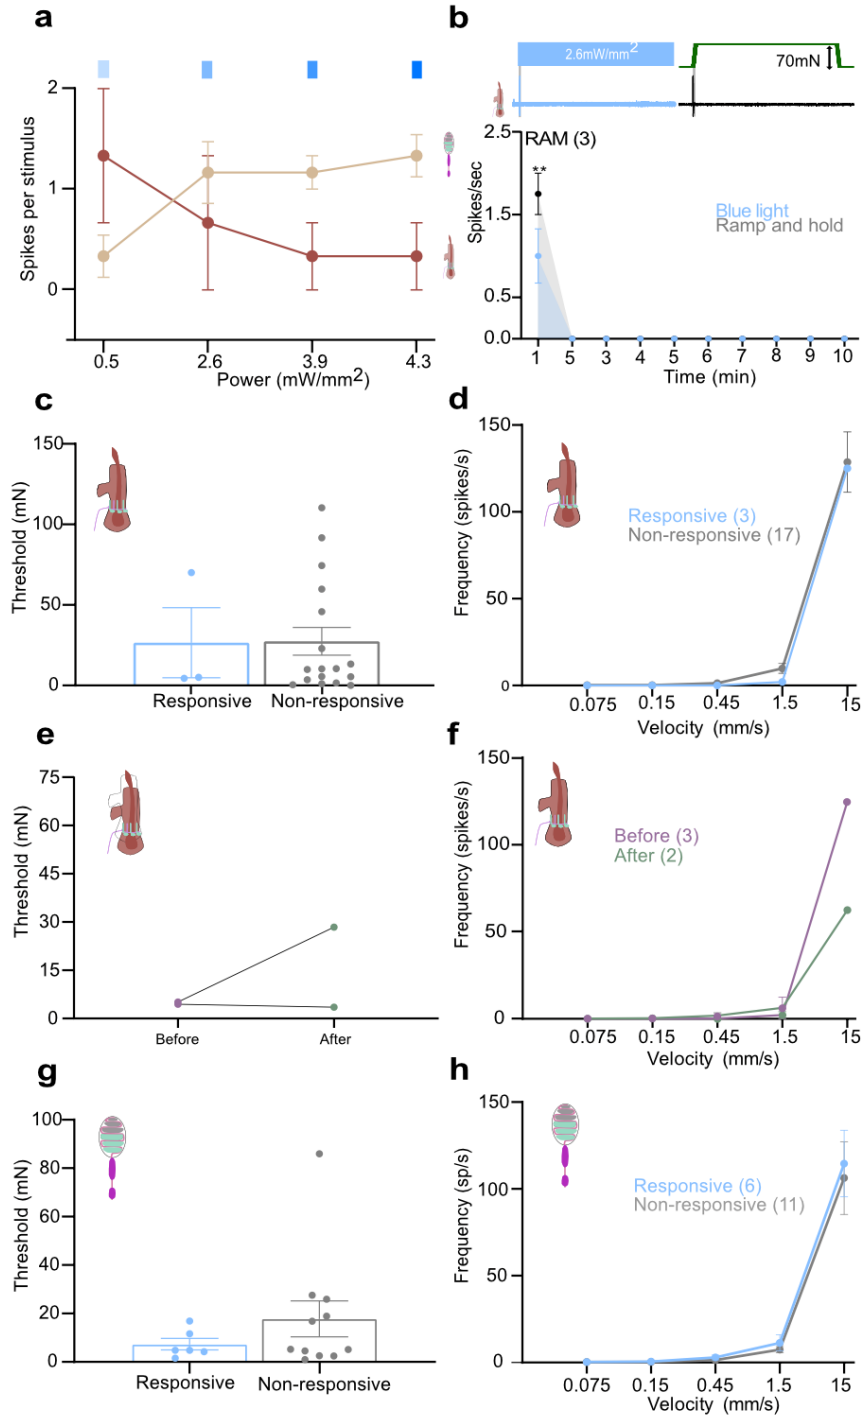 a
2
1
0
Spikes per stimulus
0.5
2.6
3.9
4.3
Power (mW/mm2)
b
2.6mW/mm2
70mN
RAM (3)
**
2.5
1.5
0.5
0.0
Spikes/sec
Blue light
Ramp and hold
1
5
3
4
5
6
7
8
9
10
Time (min)
c
150
100
50
0
Threshold (mN)
Responsive
Non-responsive
d
150
100
50
0
Frequency (spikes/s)
Responsive (3)
Non-responsive (17)
0.075
0.15
0.45
1.5
15
Velocity (mm/s)
e
75
60
45
30
15
0
Threshold (mN)
Before
After
f
150
100
50
0
Frequency (spikes/s)
Before (3)
After (2)
0.075
0.15
0.45
1.5
15
Velocity (mm/s)
g
100
80
60
40
20
0
Threshold (mN)
Responsive
Non-responsive
h
150
100
50
0
Frequency (sp/s)
Responsive (6)
Non-responsive (11)
0.075
0.15
0.45
1.5
15
Velocity (mm/s)